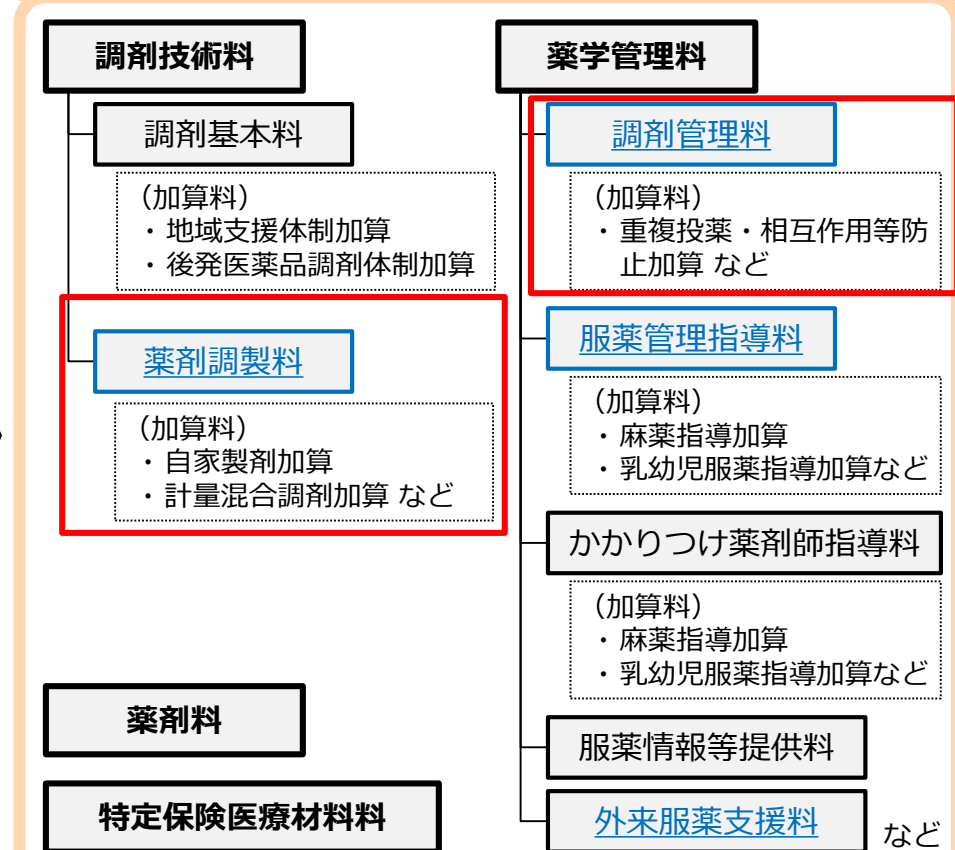 調剤技術料
調剤基本料
（加算料）
・地域支援体制加算
・後発医薬品調剤体制加算
薬剤調製料
（加算料）
・自家製剤加算
・計量混合調剤加算 など
薬剤料
特定保険医療材料料
薬学管理料
調剤管理料
（加算料）
・重複投薬・相互作用等防
止加算 など
服薬管理指導料
（加算料）
・麻薬指導加算
・乳幼児服薬指導加算など
かかりつけ薬剤師指導料
（加算料）
・麻薬指導加算
・乳幼児服薬指導加算など
服薬情報等提供料
外来服薬支援料
など